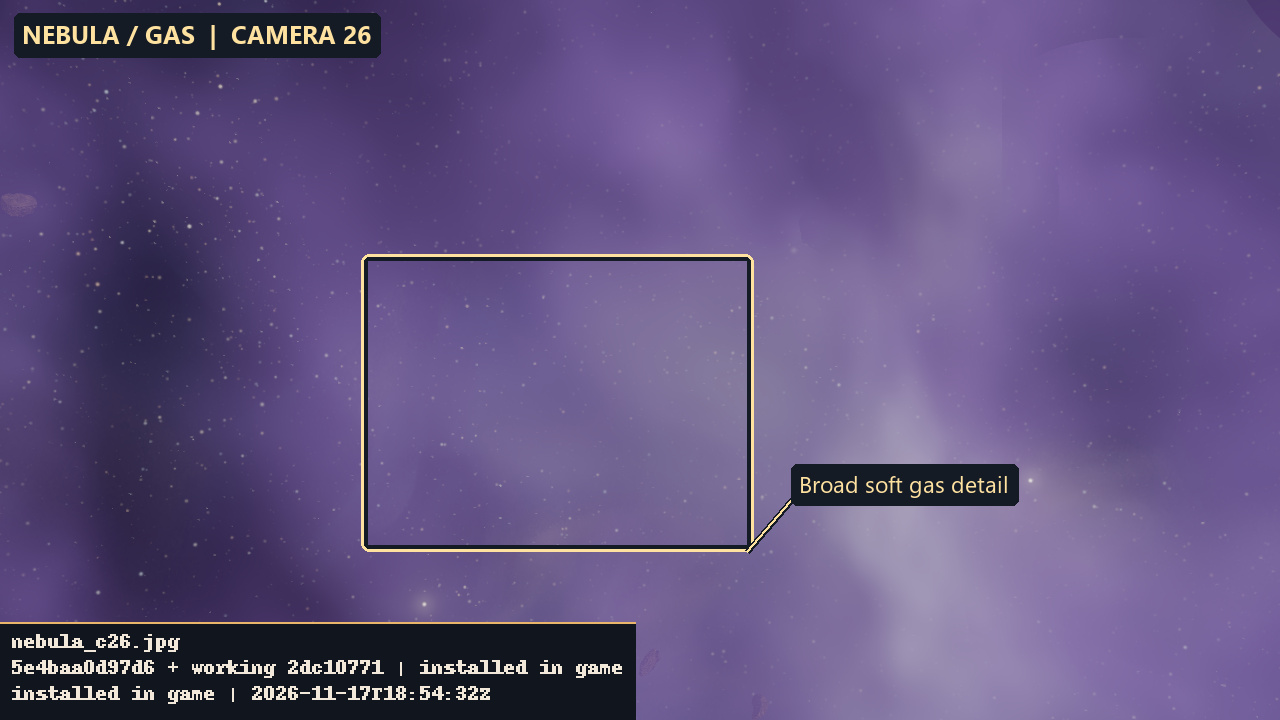 NEBULA / GAS | CAMERA 26
Broad soft gas detail
nebula_c26.jpg
5e4baa0d97d6 + working 2dc10771 | installed in game
installed in game | 2026-11-17T18:54:32Z